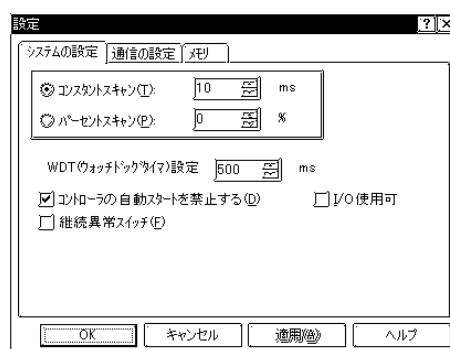 設定
システムの設定 通信の設定 メモリ
コンスタントスキャン(T): 10 ms
パーセントスキャン(P): 0 %
WDT(ウォッチドッグタイマ)設定 500 ms
コントローラの自動スタートを禁止する(D) I/O使用可
継続異常スイッチ(F)
OK キャンセル 適用(A) ヘルプ